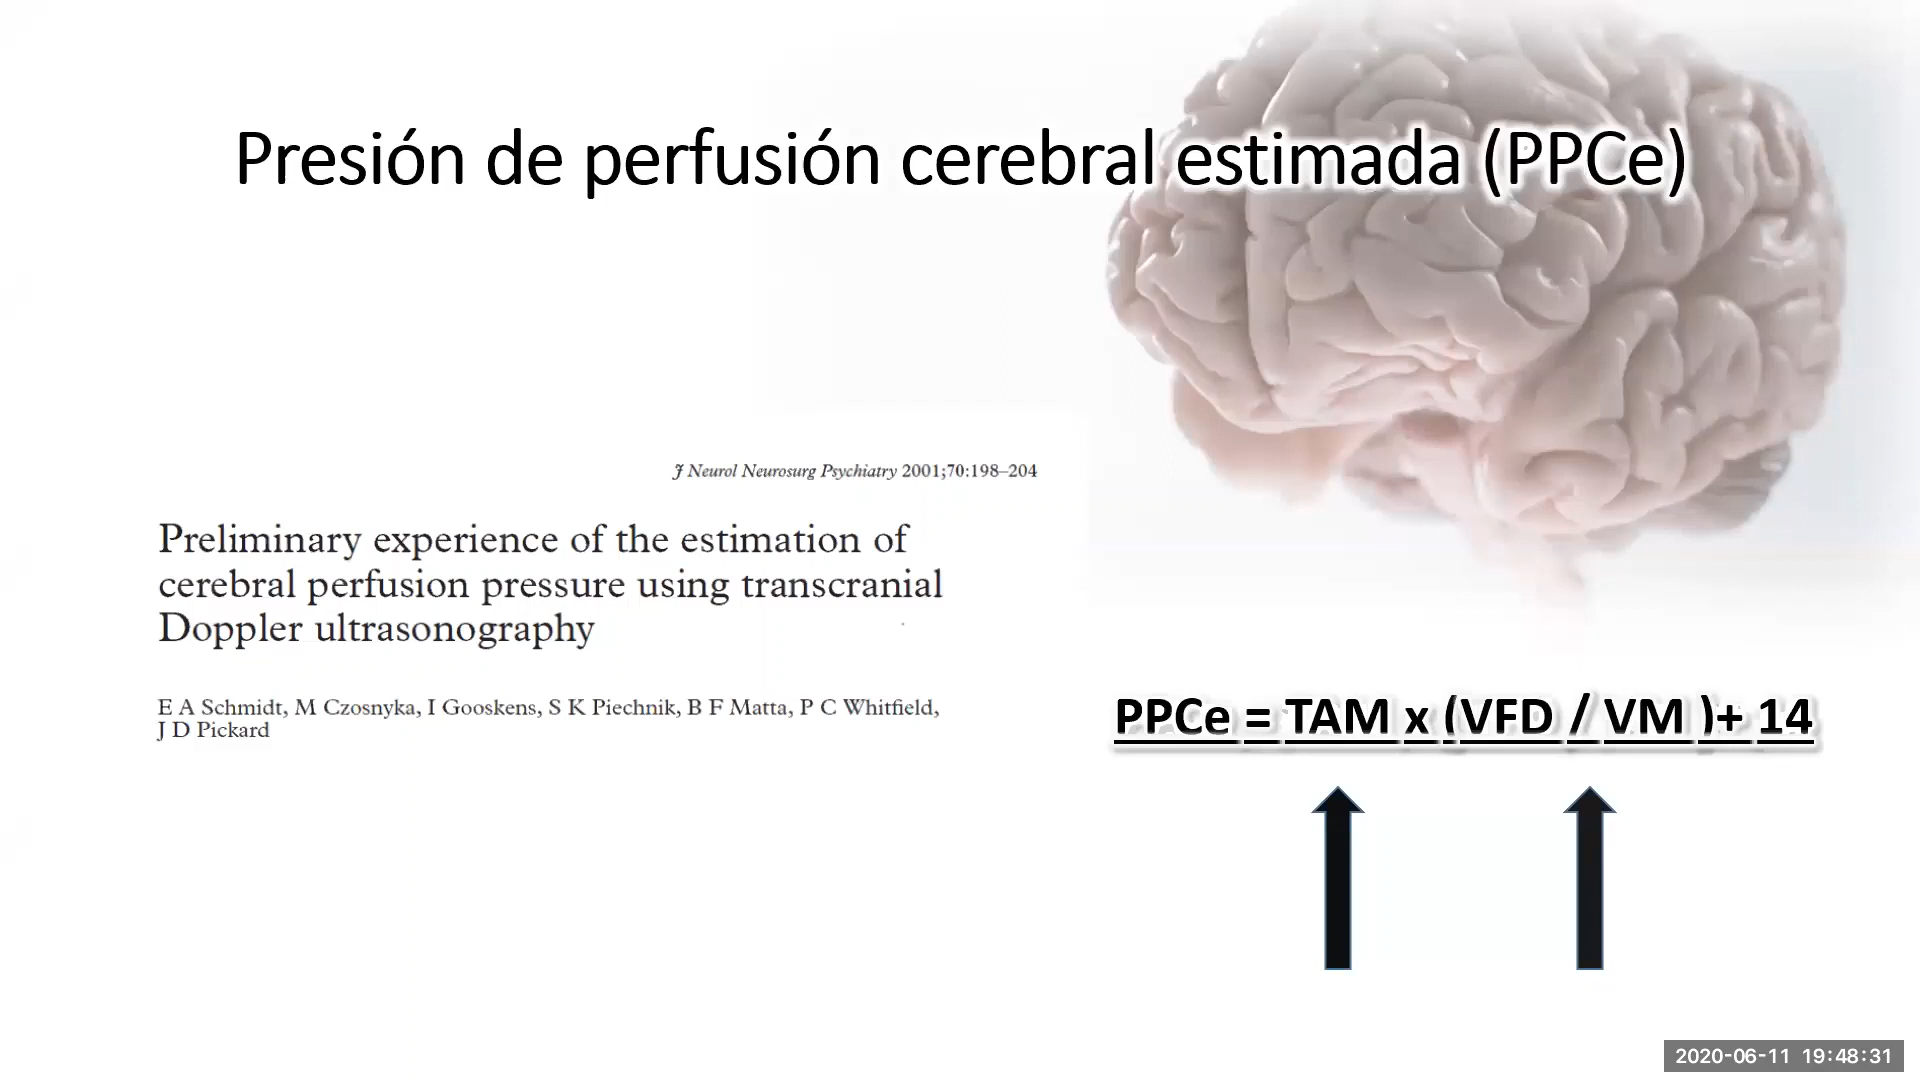 Presión de perfusión cerebral estimada (PPCe)
J Neurol Neurosurg Psychiatry 2001;70:198–204
Preliminary experience of the estimation of
cerebral perfusion pressure using transcranial
Doppler ultrasonography
E A Schmidt, M Czosnyka, I Gooskens, S K Piechnik, B F Matta, P C Whitfield,
J D Pickard
PPCe = TAM x (VFD / VM )+ 14
2020-06-11 19:48:31